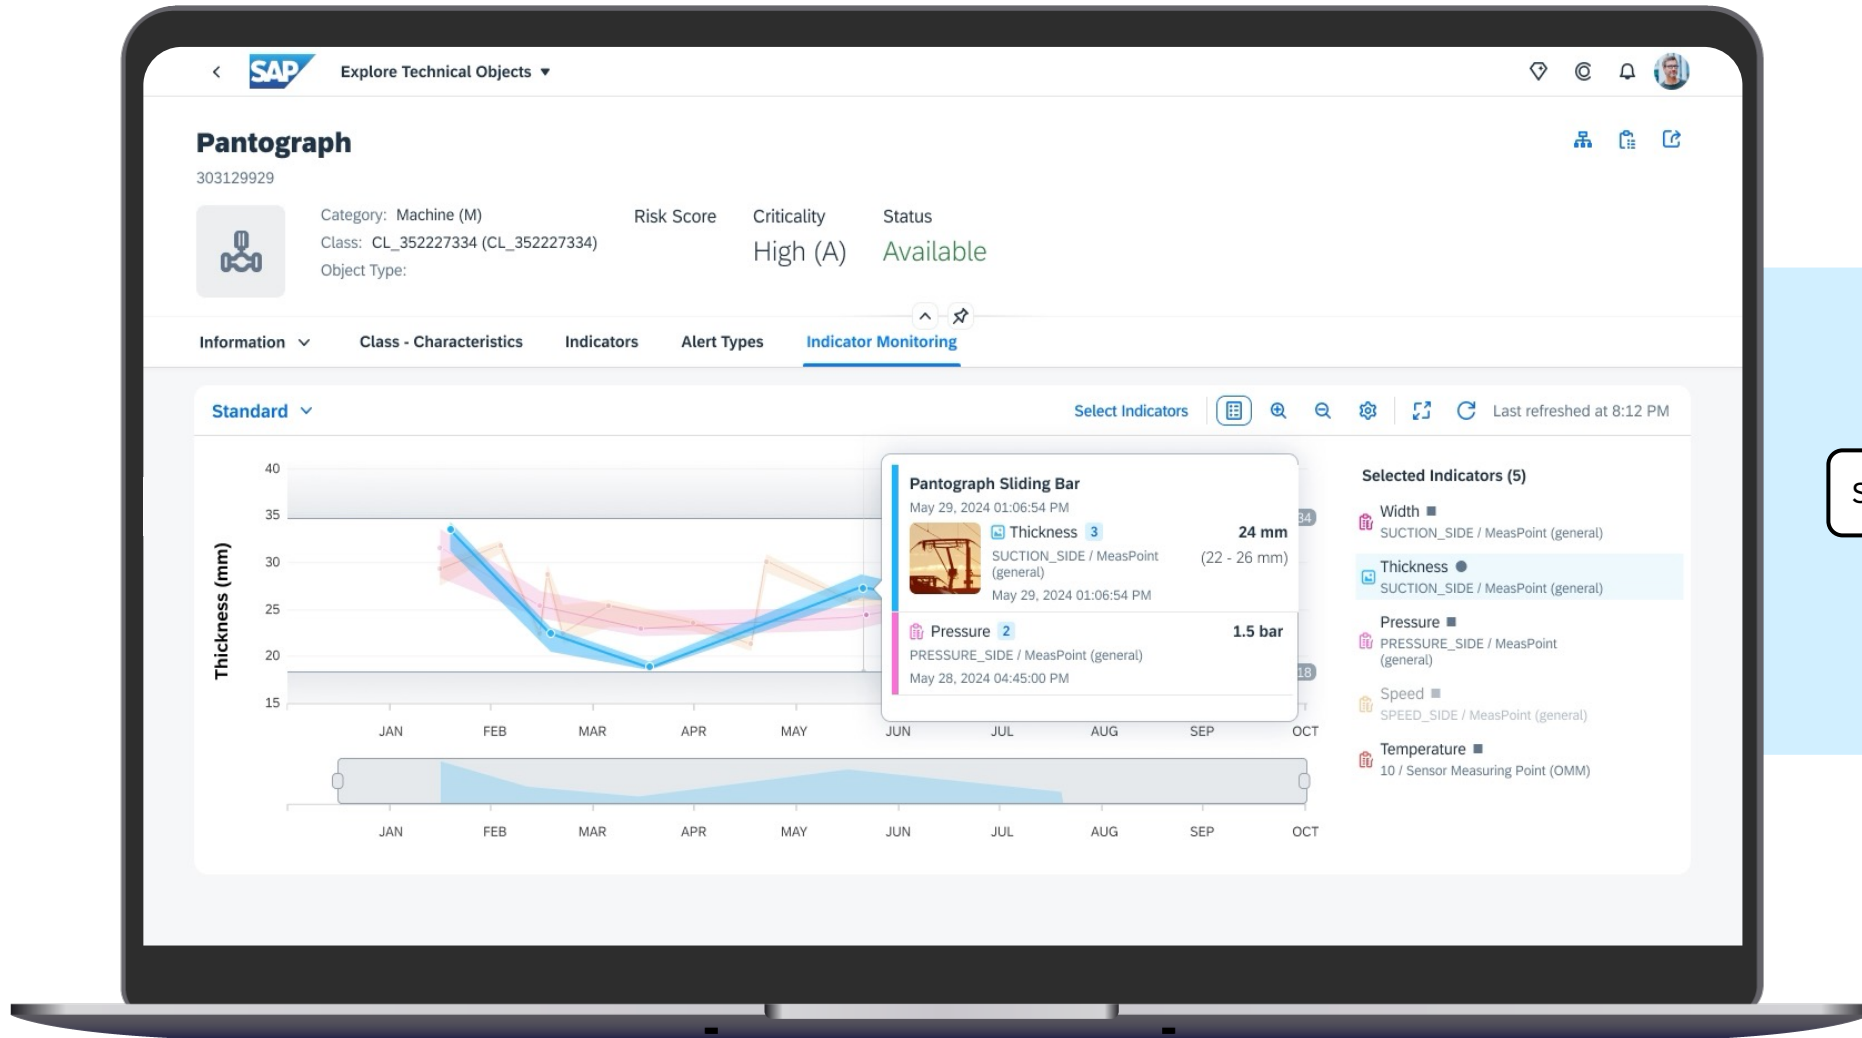 SAP Explore Technical Objects
Pantograph
303129929
Category: Machine (M)
Class: CL_352227334 (CL_352227334)
Object Type:
Risk Score
Criticality
High (A)
Status
Available
Information Class - Characteristics Indicators Alert Types Indicator Monitoring
Standard Select Indicators Last refreshed at 8:12 PM
Thickness (mm)
40
35
30
25
20
15
34
18
JAN FEB MAR APR MAY JUN JUL AUG SEP OCT
JAN FEB MAR APR MAY JUN JUL AUG SEP OCT
Pantograph Sliding Bar
May 29, 2024 01:06:54 PM
Thickness 3 24 mm
SUCTION_SIDE / MeasPoint (22 - 26 mm)
(general)
May 29, 2024 01:06:54 PM
Pressure 2 1.5 bar
PRESSURE_SIDE / MeasPoint (general)
May 28, 2024 04:45:00 PM
Selected Indicators (5)
Width
SUCTION_SIDE / MeasPoint (general)
Thickness
SUCTION_SIDE / MeasPoint (general)
Pressure
PRESSURE_SIDE / MeasPoint
(general)
Speed
SPEED_SIDE / MeasPoint (general)
Temperature
10 / Sensor Measuring Point (OMM)